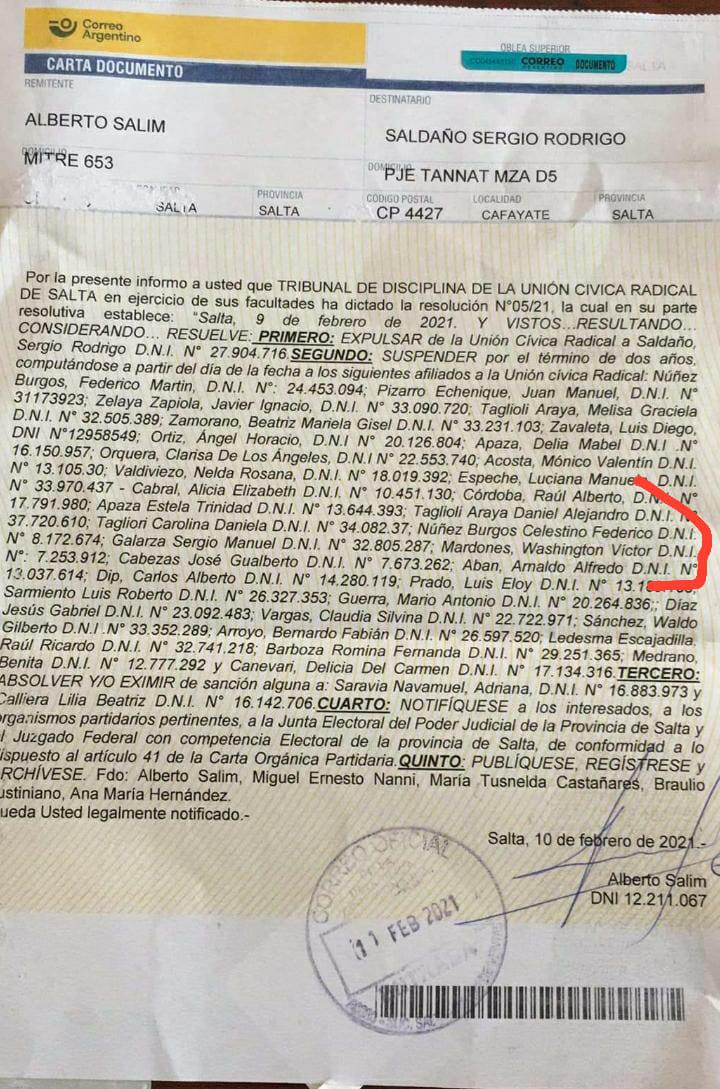 Correo
Argentino
CARTA DOCUMENTO
OBLEA SUPERIOR
CORREO DOCUMENTO
REMITENTE
DESTINATARIO
ALBERTO SALIM
SALDAÑO SERGIO RODRIGO
DOMICILIO
MITRE 653
DOMICILIO
PJE TANNAT MZA D5
SALTA
PROVINCIA
SALTA
CÓDIGO POSTAL
CP 4427
LOCALIDAD
CAFAYATE
PROVINCIA
SALTA
Por la presente informo a usted que TRIBUNAL DE DISCIPLINA DE LA UNIÓN CIVICA RADICAL
DE SALTA en ejercicio de sus facultades ha dictado la resolución N°05/21, la cual en su parte
resolutiva establece: "Salta, 9 de febrero de 2021. Y VISTOS...RESULTANDO...
CONSIDERANDO... RESUELVE: PRIMERO: EXPULSAR de la Unión Cívica Radical a Saldaño,
Sergio Rodrigo D.N.I. N° 27.904.716.SEGUNDO: SUSPENDER por el término de dos años,
computándose a partir del día de la fecha a los siguientes afiliados a la Unión cívica Radical: Núñez
Burgos, Federico Martin, D.N.I. N°: 24.453.094; Pizarro Echenique, Juan Manuel, D.N.I. N°
31173923; Zelaya Zapiola, Javier Ignacio, D.N.I. N° 33.090.720; Taglioli Araya, Melisa Graciela
D.N.I. N° 32.505.389; Zamorano, Beatriz Mariela Gisel D.N.I. N° 33.231.103; Zavaleta, Luis Diego,
DNI N°12958549; Ortiz, Ángel Horacio, D.N.I N° 20.126.804; Apaza, Delia Mabel D.N.I .N°
16.150.957; Orquera, Clarisa De Los Ángeles, D.N.I N° 22.553.740; Acosta, Mónico Valentín D.N.I.
N° 13.105.30; Valdiviezo, Nelda Rosana, D.N.I. N° 18.019.392; Espeche, Luciana D.N.I.
N° 33.970.437 - Cabral, Alicia Elizabeth D.N.I. N° 10.451.130; Córdoba, Raúl Alberto, D.N.I. N°
17.791.980; Apaza Estela Trinidad D.N.I. N° 13.644.393; Taglioli Araya Daniel Alejandro D.N.I. N°
37.720.610; Tagliori Carolina Daniela D.N.I. N° 34.082.37; Núñez Burgos Celestino Federico D.N.I.
N° 8.172.674; Galarza Sergio Manuel D.N.I. N° 32.805.287; Mardones, Washington Víctor D.N.I.
N°: 7.253.912; Cabezas José Gualberto D.N.I. N° 7.673.262; Aban, Arnaldo Alfredo D.N.I. N°
13.037.614; Dip, Carlos Alberto D.N.I. N° 14.280.119; Prado, Luis Eloy D.N.I. N°
Sarmiento Luis Roberto D.N.I. N° 26.327.353; Guerra, Mario Antonio D.N.I. N° 20.264.836;; Díaz
Jesús Gabriel D.N.I. N° 23.092.483; Vargas, Claudia Silvina D.N.I. N° 22.722.971; Sánchez, Waldo
Gilberto D.N.I .N° 33.352.289; Arroyo, Bernardo Fabián D.N.I. N° 26.597.520; Ledesma Escajadilla,
Raúl Ricardo D.N.I. N° 32.741.218; Barboza Romina Fernanda D.N.I. N° 29.251.365; Medrano,
Benita D.N.I. N° 12.777.292 y Canevari, Delicia Del Carmen D.N.I. N° 17.134.316.TERCERO:
ABSOLVER Y/O EXIMIR de sanción alguna a: Saravia Navamuel, Adriana, D.N.I. N° 16.883.973 y
Calliera Lilia Beatriz D.N.I. N° 16.142.706.CUARTO: NOTIFÍQUESE a los interesados, a los
organismos partidarios pertinentes, a la Junta Electoral del Poder Judicial de la Provincia de Salta y
l Juzgado Federal con competencia Electoral de la provincia de Salta, de conformidad a lo
ispuesto al artículo 41 de la Carta Orgánica Partidaria.QUINTO: PUBLÍQUESE, REGÍSTRESE y
RCHÍVESE. Fdo: Alberto Salim, Miguel Ernesto Nanni, María Tusnelda Castañares, Braulio
ustiniano, Ana María Hernández.
ueda Usted legalmente notificado.-
Salta, 10 de febrero de 2021.-
Alberto Salim
DNI 12.211.067
CORREO OFICIAL
11 FEB 2021